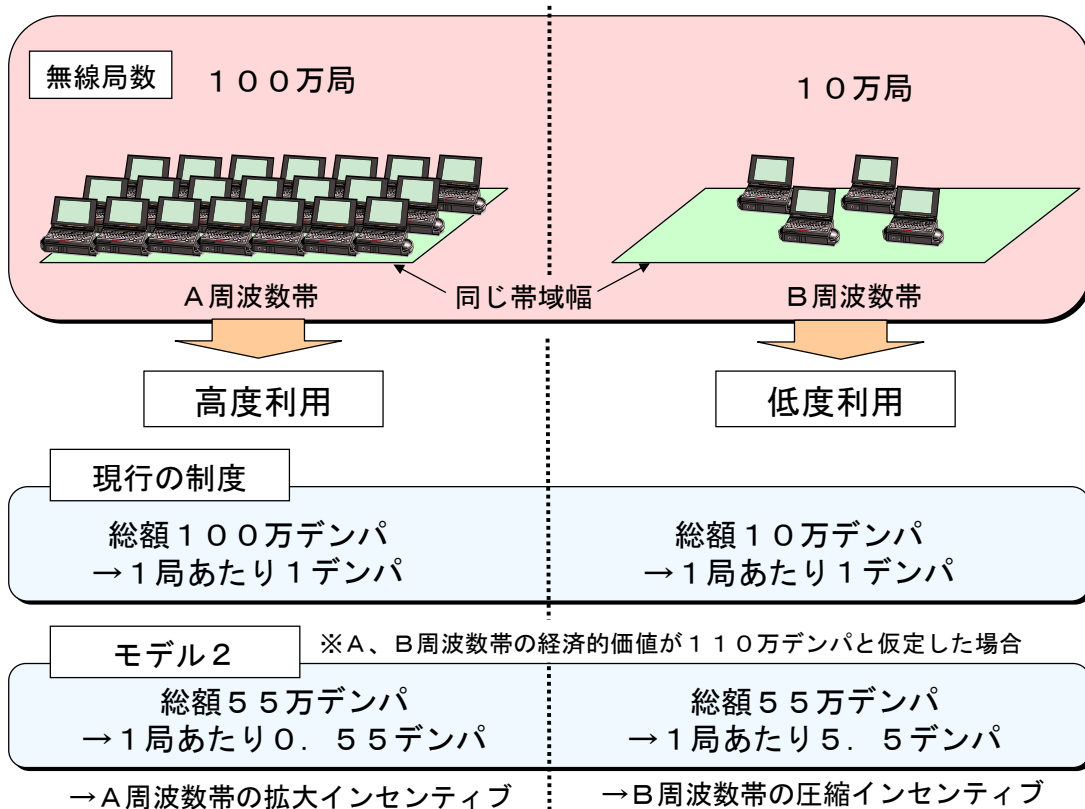 無線局数
１００万局
１０万局
同じ帯域幅
Ａ周波数帯
Ｂ周波数帯
高度利用
低度利用
現行の制度
総額１００万デンパ
→１局あたり１デンパ
総額１０万デンパ
→１局あたり１デンパ
モデル２
※Ａ、Ｂ周波数帯の経済的価値が１１０万デンパと仮定した場合
総額５５万デンパ
→１局あたり０．５５デンパ
総額５５万デンパ
→１局あたり５．５デンパ
→Ａ周波数帯の拡大インセンティブ
→Ｂ周波数帯の圧縮インセンティブ